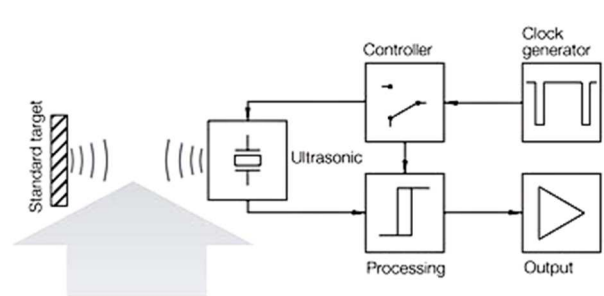 Clock
generator
Controller
Standard target
Ultrasonic
Processing
Output